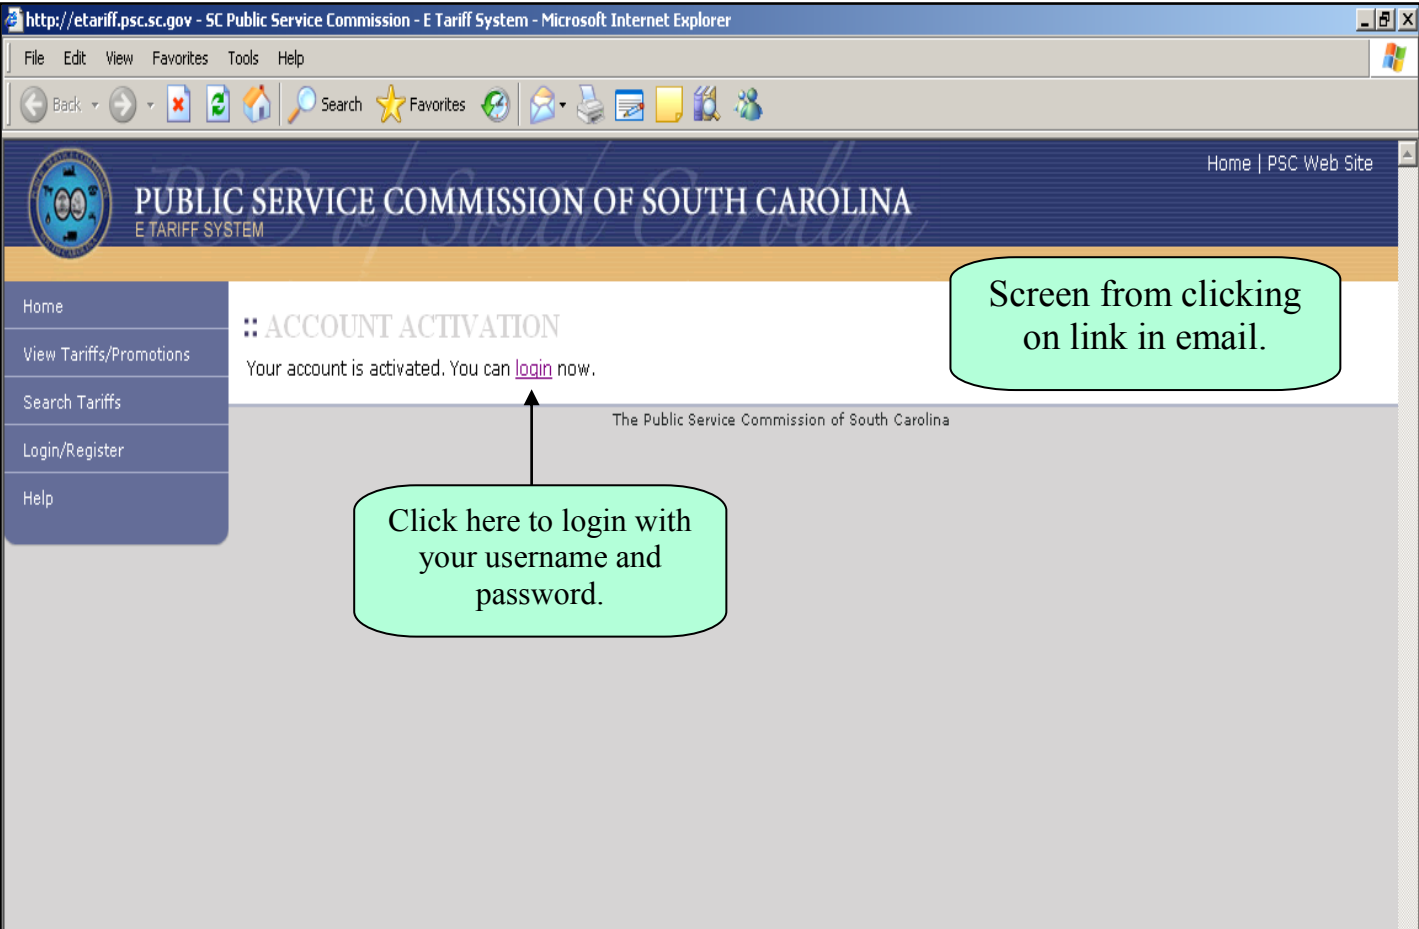 http://etariff.psc.sc.gov - SC Public Service Commission - E Tariff System - Microsoft Internet Explorer
File Edit View Favorites Tools Help
Back Search Favorites
Home | PSC Web Site
PSC of South Carolina
PUBLIC SERVICE COMMISSION OF SOUTH CAROLINA
E TARIFF SYSTEM
Home
View Tariffs/Promotions
Search Tariffs
Login/Register
Help
:: ACCOUNT ACTIVATION
Your account is activated. You can login now.
Screen from clicking
on link in email.
The Public Service Commission of South Carolina
Click here to login with
your username and
password.